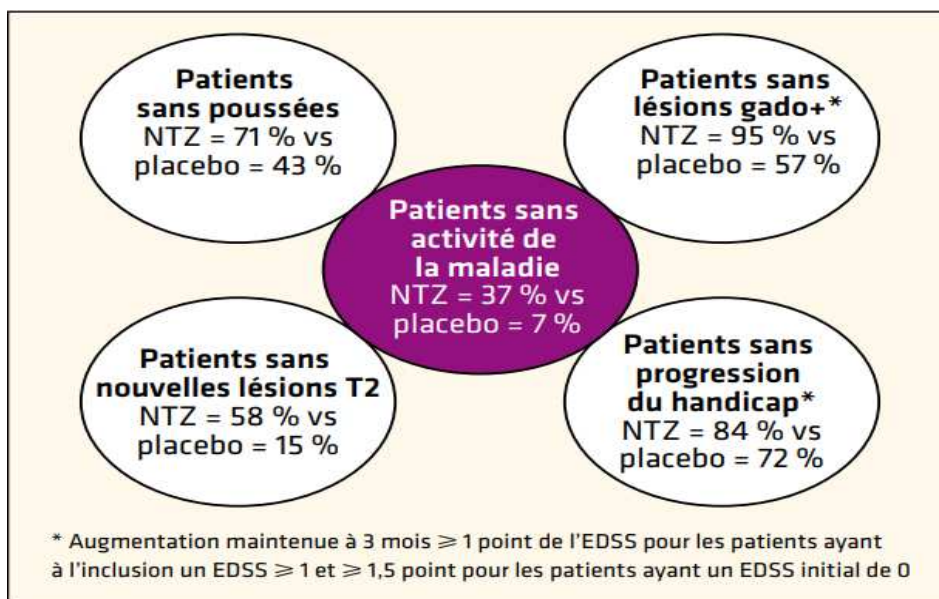 Patients
sans poussées
NTZ = 71 % vs
placebo = 43 %
Patients sans
lésions gado+*
NTZ = 95 % vs
placebo = 57 %
Patients sans
activité de
la maladie
NTZ = 37 % vs
placebo = 7 %
Patients sans
nouvelles lésions T2
NTZ = 58 % vs
placebo = 15 %
Patients sans
progression
du handicap*
NTZ = 84 % vs
placebo = 72 %
* Augmentation maintenue à 3 mois ⩾ 1 point de l'EDSS pour les patients ayant
à l'inclusion un EDSS ⩾ 1 et ⩾ 1,5 point pour les patients ayant un EDSS initial de 0